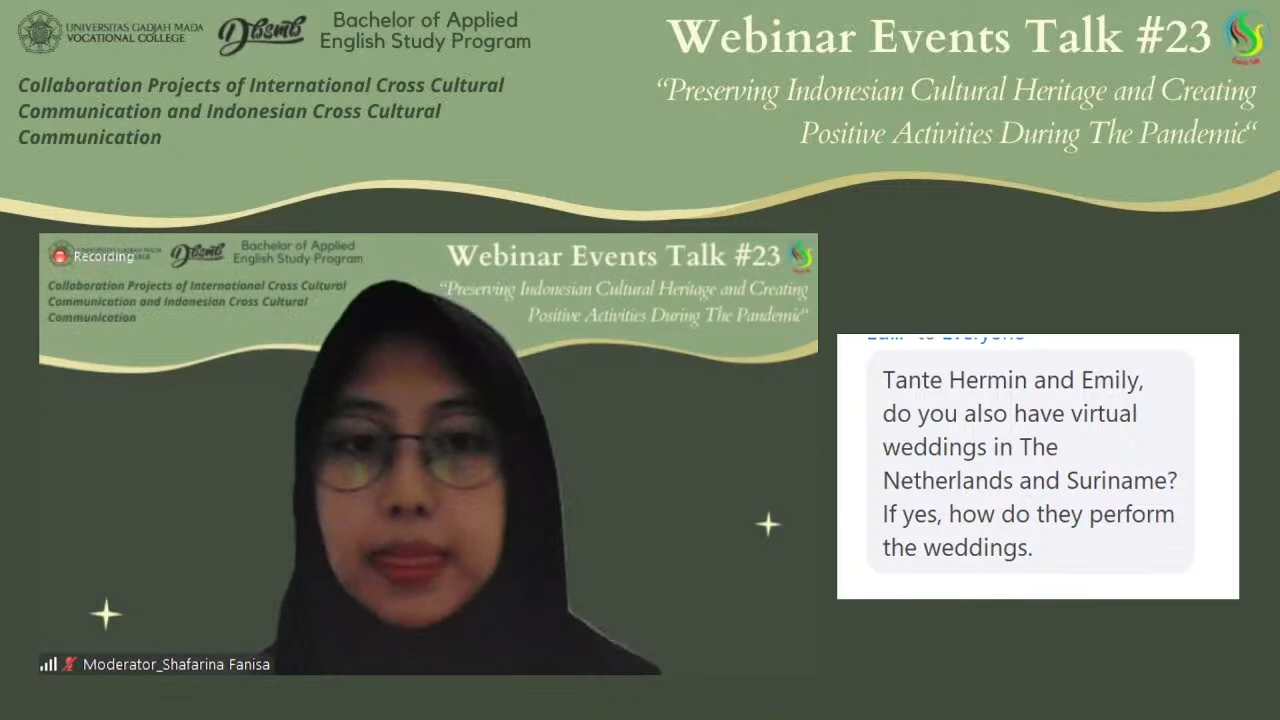 UNIVERSITAS GADJAH MADA
VOCATIONAL COLLEGE
Dbsmb
Bachelor of Applied
English Study Program
Collaboration Projects of International Cross Cultural
Communication and Indonesian Cross Cultural
Communication
Webinar Events Talk #23
“Preserving Indonesian Cultural Heritage and Creating
Positive Activities During The Pandemic“
Recording
Bachelor of Applied
English Study Program
Collaboration Projects of International Cross Cultural
Communication and Indonesian Cross Cultural
Communication
Webinar Events Talk #23
“Preserving Indonesian Cultural Heritage and Creating
Positive Activities During The Pandemic“
to Everyone
Tante Hermin and Emily,
do you also have virtual
weddings in The
Netherlands and Suriname?
If yes, how do they perform
the weddings.
Moderator_Shafarina Fanisa